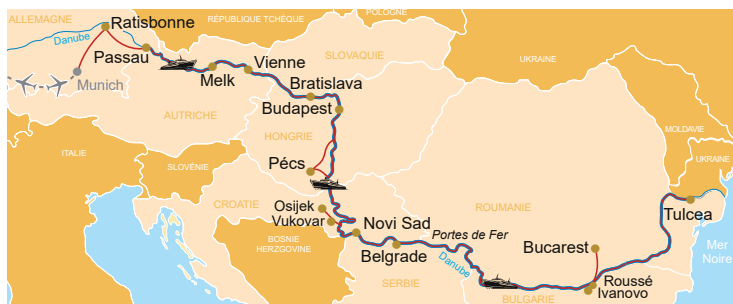 POLOGNE
ALLEMAGNE
Ratisbonne
RÉPUBLIQUE TCHÈQUE
Danube
Passau
SLOVAQUIE
UKRAINE
Vienne
Munich
Melk
Bratislava
AUTRICHE
Budapest
HONGRIE
MOLDAVIE
ITALIE
SLOVÉNIE
Pécs
UKRAINE
CROATIE
Osijek
Vukovar
Novi Sad
ROUMANIE
Tulcea
Portes de Fer
BOSNIE
HERZGOVINE
Belgrade
Danube
Bucarest
Mer
Noire
SERBIE
Roussé
Ivanovo
BULGARIE